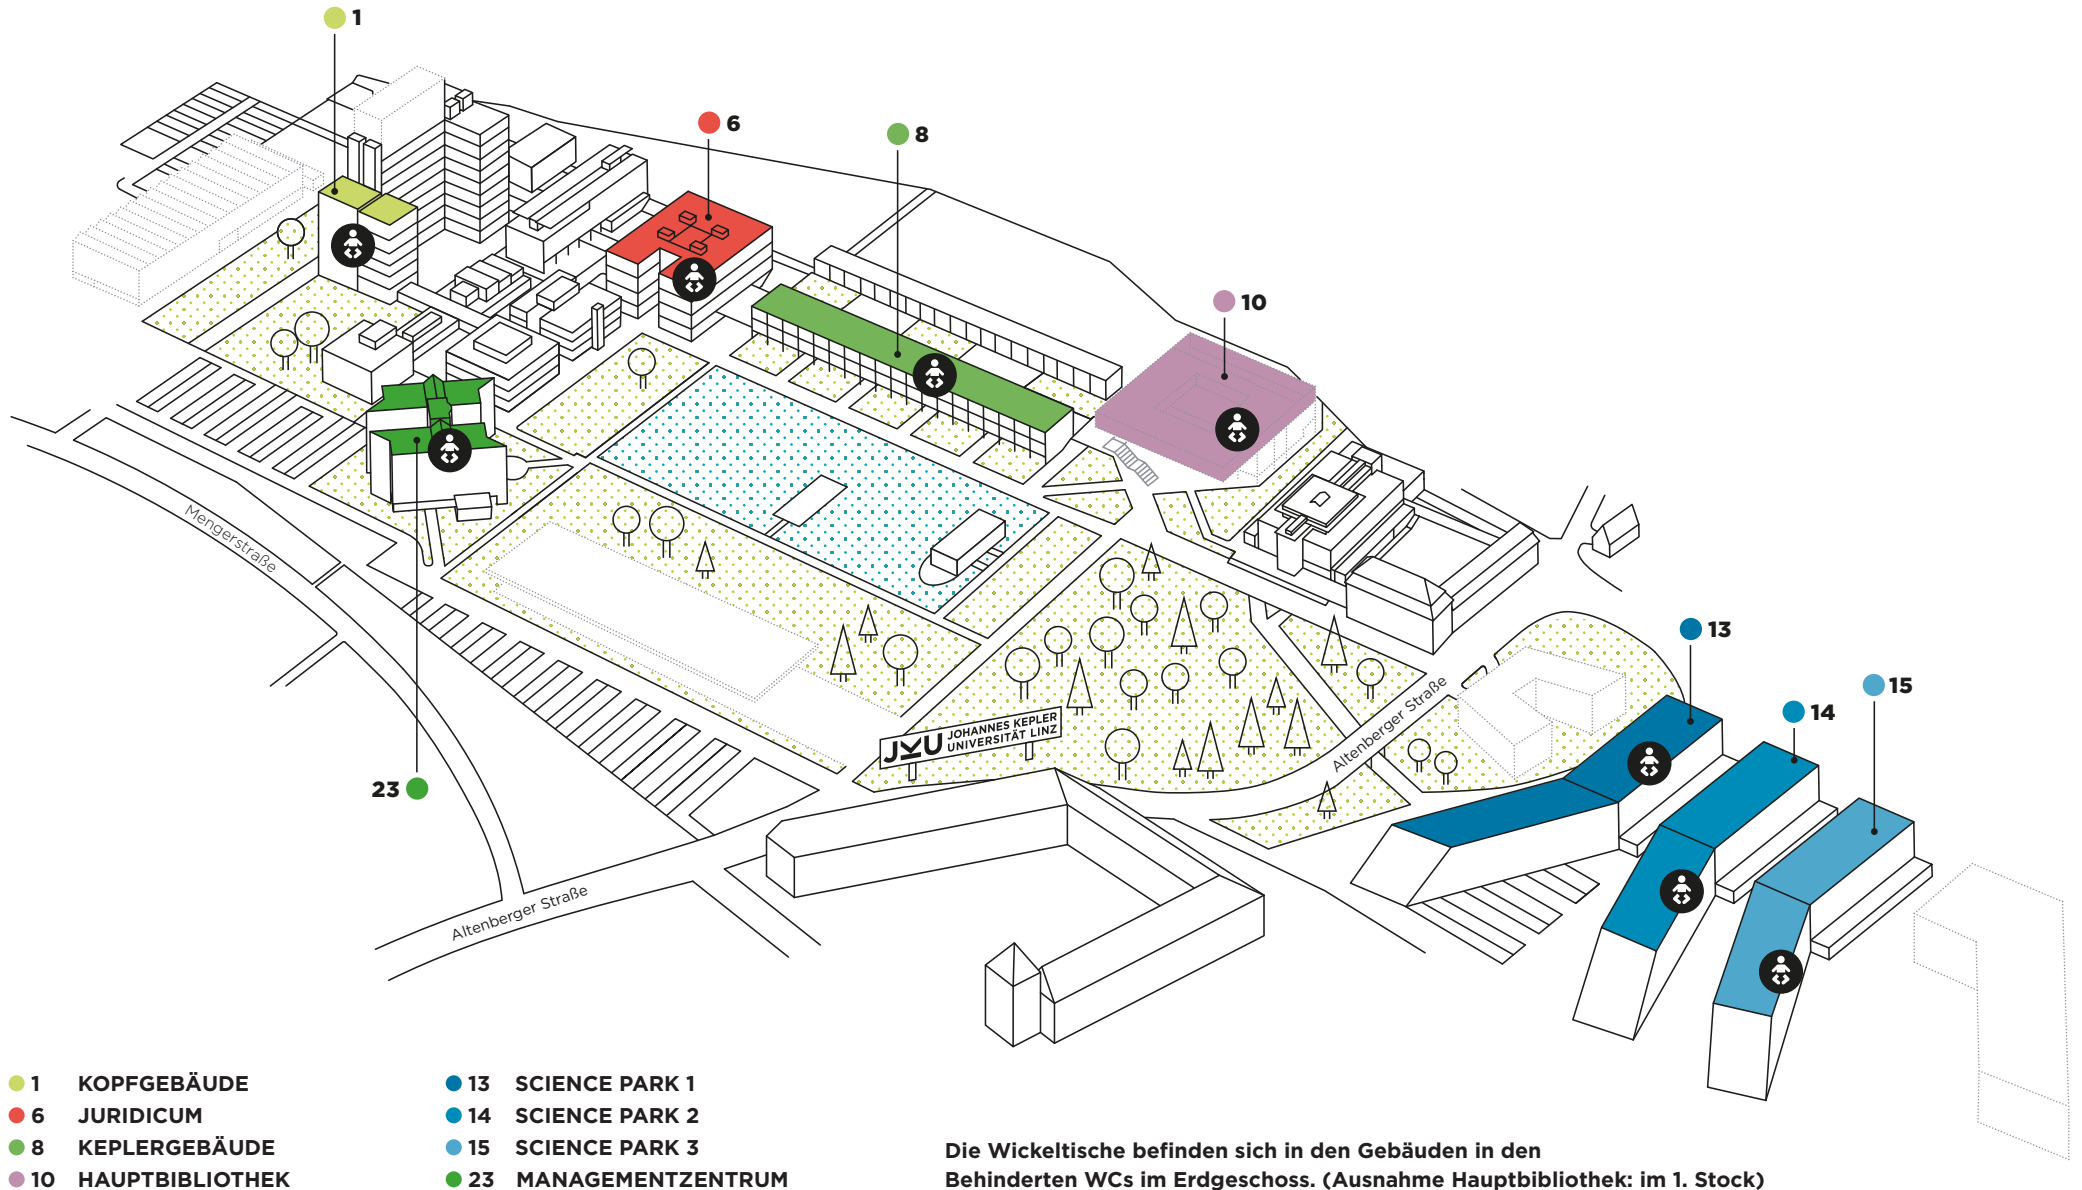 1
6
8
10
Mengerstraße
13
15
14
Altenberger Straße
JKU JOHANNES KEPLER
UNIVERSITÄT LINZ
23
Altenberger Straße
1 KOPFGEBÄUDE
6 JURIDICUM
8 KEPLERGEBÄUDE
10 HAUPTBIBLIOTHEK
13 SCIENCE PARK 1
14 SCIENCE PARK 2
15 SCIENCE PARK 3
23 MANAGEMENTZENTRUM
Die Wickeltische befinden sich in den Gebäuden in den
Behinderten WCs im Erdgeschoss. (Ausnahme Hauptbibliothek: im 1. Stock)